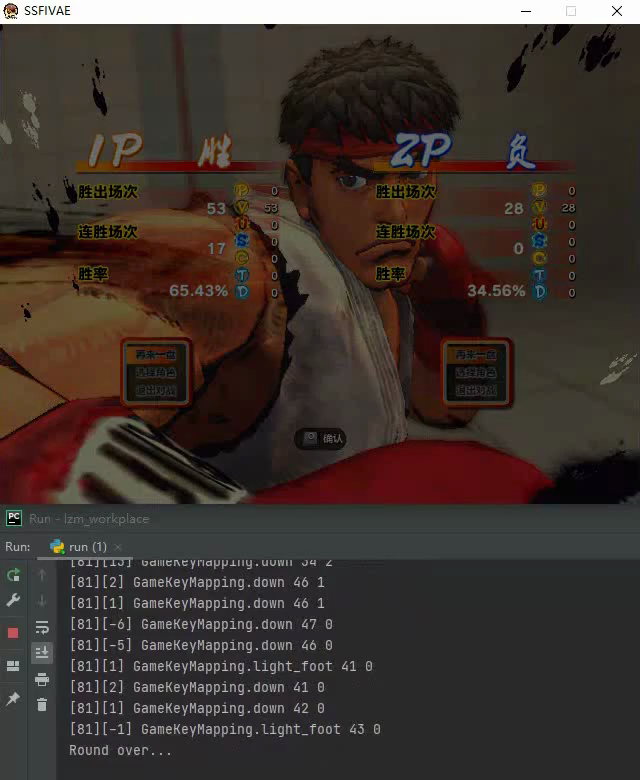 SSFIVAE
1P 胜
2P 负
胜出场次
P 0
53 V 53
U 0
连胜场次
S 0
17 C 0
胜率
T 0
65.43% D 0
胜出场次
P 0
28 V 28
U 0
连胜场次
S 0
0 C 0
胜率
T 0
34.56% D 0
再来一盘
选择角色
退出对战
再来一盘
选择角色
退出对战
确认
PC Run - lzm_workplace
Run: run (1) ×
[81][15] GameKeyMapping.down 34 2
[81][2] GameKeyMapping.down 46 1
[81][1] GameKeyMapping.down 46 1
[81][-6] GameKeyMapping.down 47 0
[81][-5] GameKeyMapping.down 46 0
[81][1] GameKeyMapping.light_foot 41 0
[81][2] GameKeyMapping.down 41 0
[81][1] GameKeyMapping.down 42 0
[81][-1] GameKeyMapping.light_foot 43 0
Round over...